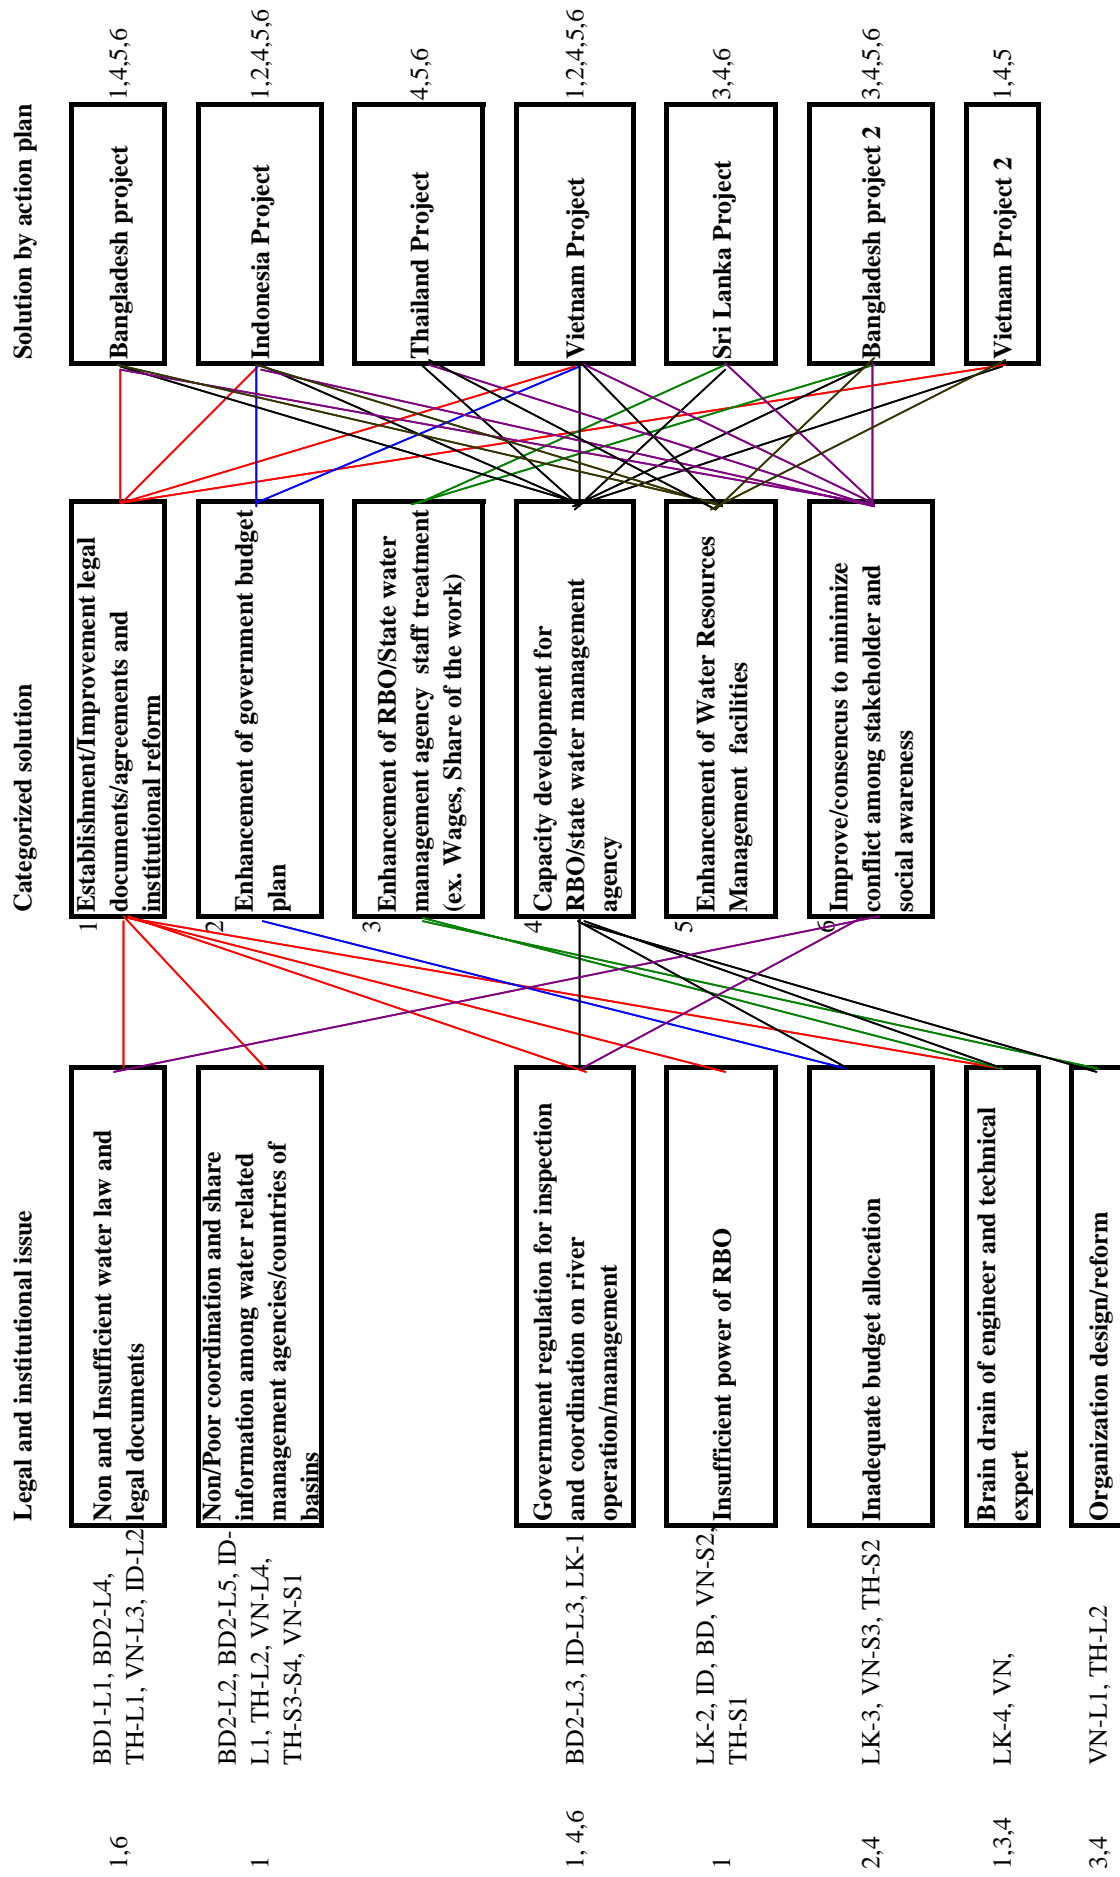 Legal and institutional issue
Categorized solution
Solution by action plan
1,6
BD1-L1, BD2-L4,
TH-L1, VN-L3, ID-L2
Non and Insufficient water law and
legal documents
1
Establishment/Improvement legal
documents/agreements and
institutional reform
Bangladesh project
1,4,5,6
1
BD2-L2, BD2-L5, ID-
L1, TH-L2, VN-L4,
TH-S3-S4, VN-S1
Non/Poor coordination and share
information among water related
management agencies/countries of
basins
2
Enhancement of government budget
plan
Indonesia Project
1,2,4,5,6
3
Enhancement of RBO/State water
management agency staff treatment
(ex. Wages, Share of the work)
Thailand Project
4,5,6
1, 4,6
BD2-L3, ID-L3, LK-1
Government regulation for inspection
and coordination on river
operation/management
4
Capacity development for
RBO/state water management
agency
Vietnam Project
1,2,4,5,6
1
LK-2, ID, BD, VN-S2,
TH-S1
Insufficient power of RBO
5
Enhancement of Water Resources
Management facilities
Sri Lanka Project
3,4,6
2,4
LK-3, VN-S3, TH-S2
Inadequate budget allocation
6
Improve/consencus to minimize
conflict among stakeholder and
social awareness
Bangladesh project 2
3,4,5,6
1,3,4
LK-4, VN,
Brain drain of engineer and technical
expert
Vietnam Project 2
1,4,5
3,4
VN-L1, TH-L2
Organization design/reform